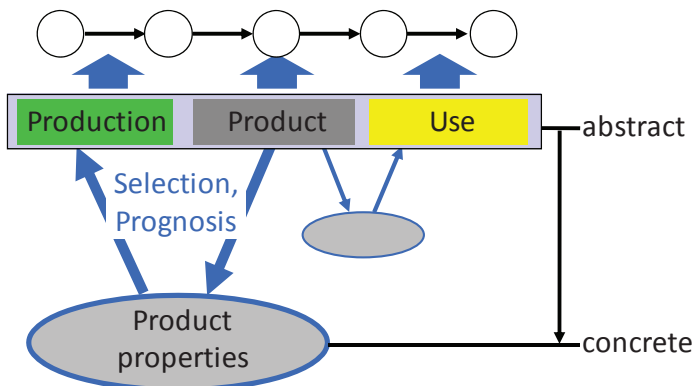 Production
Product
Use
abstract
Selection,
Prognosis
Product
properties
concrete